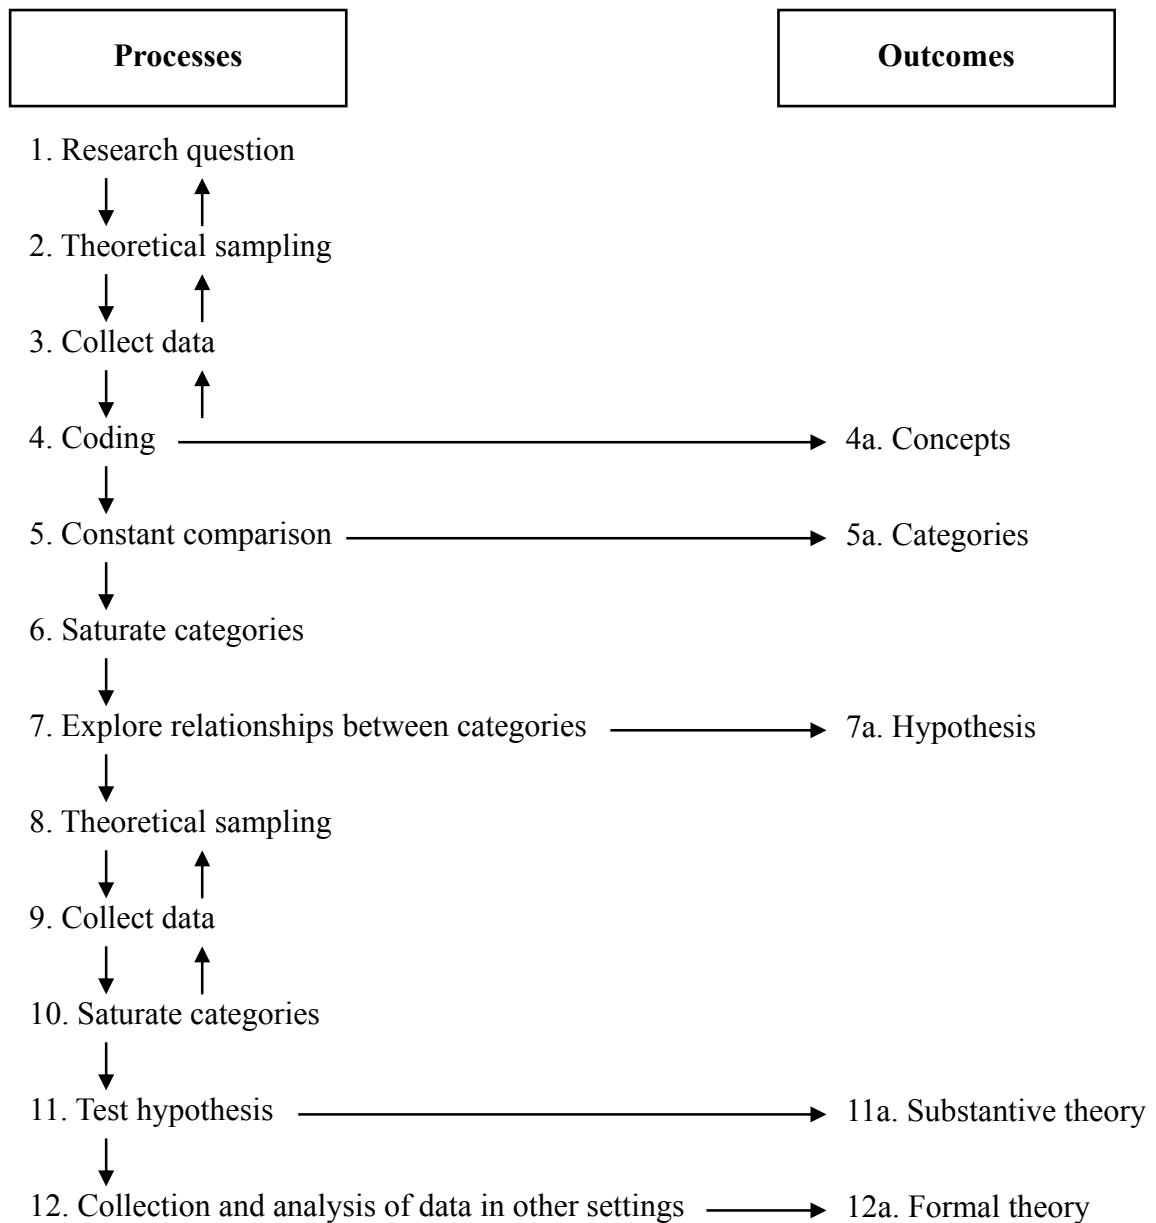 Processes
Outcomes
1. Research question
2. Theoretical sampling
3. Collect data
4. Coding
4a. Concepts
5. Constant comparison
5a. Categories
6. Saturate categories
7. Explore relationships between categories
7a. Hypothesis
8. Theoretical sampling
9. Collect data
10. Saturate categories
11. Test hypothesis
11a. Substantive theory
12. Collection and analysis of data in other settings
12a. Formal theory